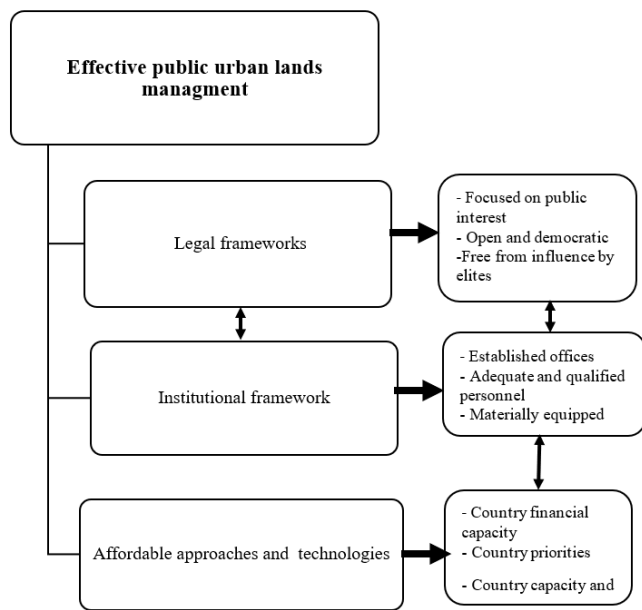 Effective public urban lands
managment
Legal frameworks
- Focused on public
interest
- Open and democratic
-Free from influence by
elites
Institutional framework
- Established offices
- Adequate and qualified
personnel
- Materially equipped
Affordable approaches and technologies
- Country financial
capacity
- Country priorities
- Country capacity and